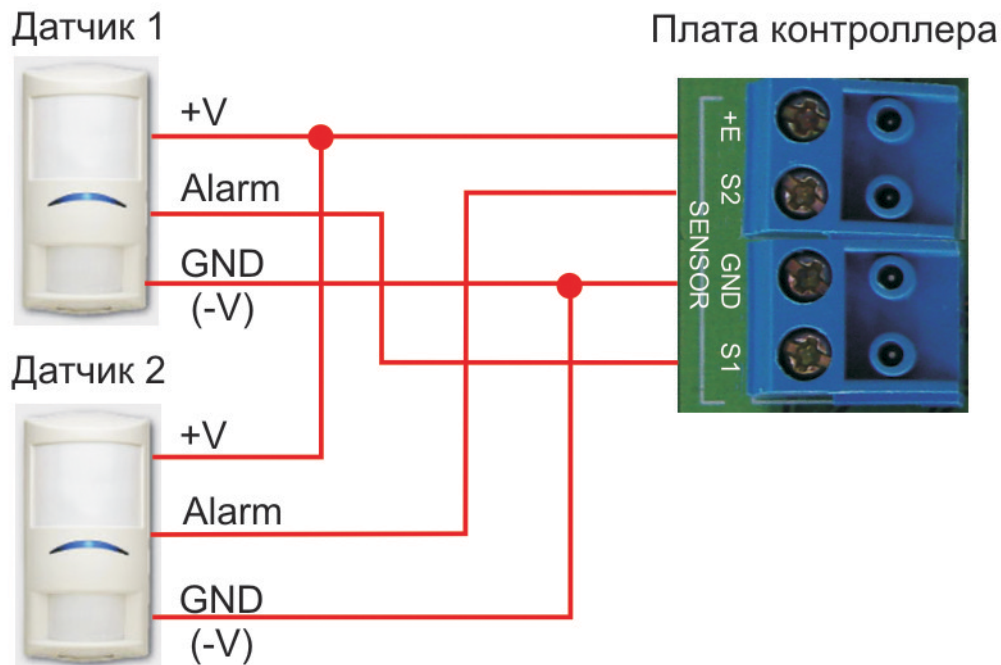 Датчик 1
Плата контроллера
+V
Alarm
GND
(-V)
+E
S2
GND
S1
SENSOR
Датчик 2
+V
Alarm
GND
(-V)